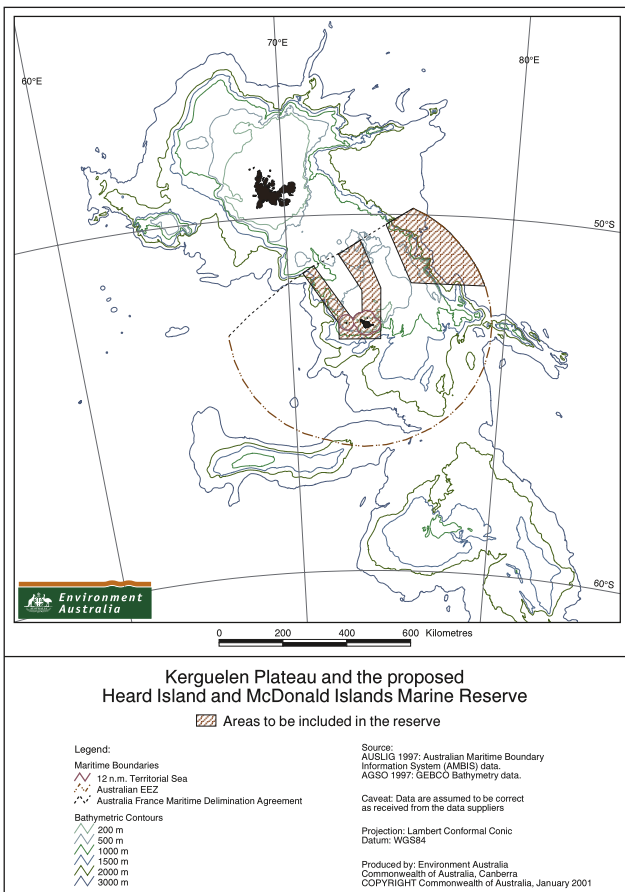 70°E
80°E
60°E
50°S
60°S
Environment
Australia
0 200 400 600 Kilometres
Kerguelen Plateau and the proposed
Heard Island and McDonald Islands Marine Reserve
Areas to be included in the reserve
Legend:
Maritime Boundaries
12 n.m. Territorial Sea
Australian EEZ
Australia France Maritime Delimination Agreement
Bathymetric Contours
200 m
500 m
1000 m
1500 m
2000 m
3000 m
Source:
AUSLIG 1997: Australian Maritime Boundary
Information System (AMBIS) data.
AGSO 1997: GEBCO Bathymetry data.
Caveat: Data are assumed to be correct
as received from the data suppliers
Projection: Lambert Conformal Conic
Datum: WGS84
Produced by: Environment Australia
Commonwealth of Australia, Canberra
COPYRIGHT Commonwealth of Australia, January 2001